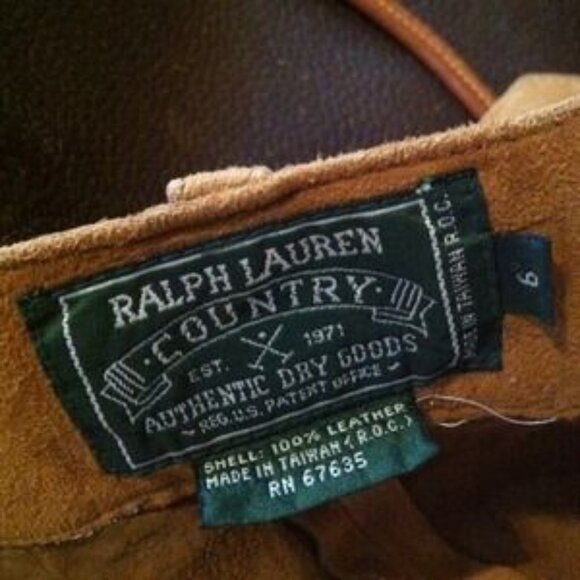 RALPH LAUREN
·COUNTRY·
EST. 1971
AUTHENTIC DRY GOODS
~REG. U.S. PATENT OFFICE~
MADE IN TAIWAN R.O.C.
6
SHELL: 100% LEATHER
MADE IN TAIWAN (R.O.C.)
RN 67635